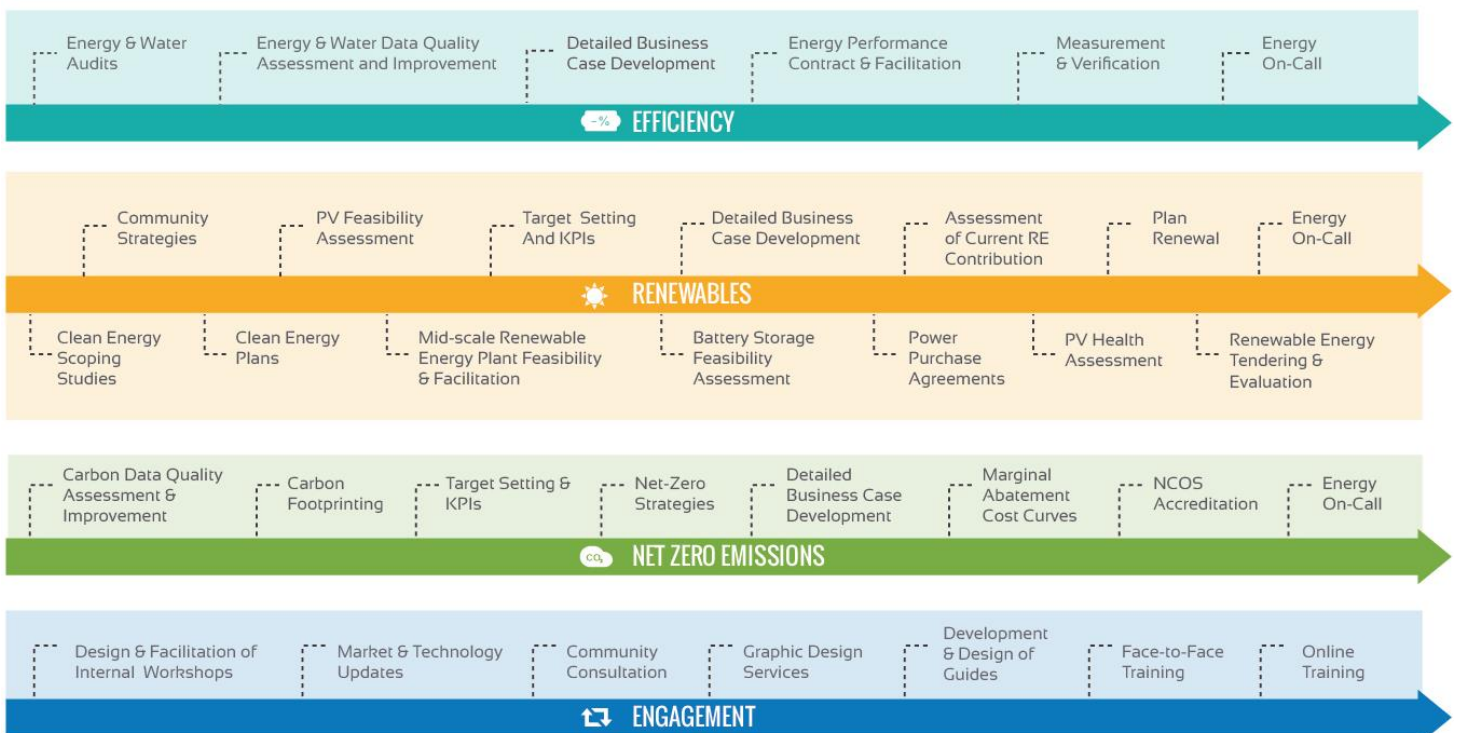 Energy & Water
Audits
Energy & Water Data Quality
Assessment and Improvement
Detailed Business
Case Development
Energy Performance
Contract & Facilitation
Measurement
& Verification
Energy
On-Call
-%
EFFICIENCY
Community
Strategies
PV Feasibility
Assessment
Target Setting
And KPIs
Detailed Business
Case Development
Assessment
of Current RE
Contribution
Plan
Renewal
Energy
On-Call
RENEWABLES
Clean Energy
Scoping
Studies
Clean Energy
Plans
Mid-scale Renewable
Energy Plant Feasibility
& Facilitation
Battery Storage
Feasibility
Assessment
Power
Purchase
Agreements
PV Health
Assessment
Renewable Energy
Tendering &
Evaluation
Carbon Data Quality
Assessment &
Improvement
Carbon
Footprinting
Target Setting &
KPIs
Net-Zero
Strategies
Detailed
Business Case
Development
Marginal
Abatement
Cost Curves
NCOS
Accreditation
Energy
On-Call
CO₂
NET ZERO EMISSIONS
Design & Facilitation of
Internal Workshops
Market & Technology
Updates
Community
Consultation
Graphic Design
Services
Development
& Design of
Guides
Face-to-Face
Training
Online
Training
ENGAGEMENT